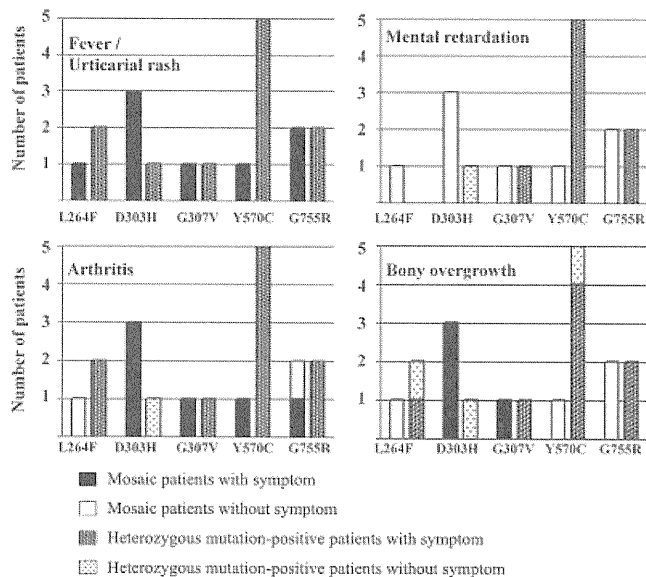 Number of patients
5
4
3
2
1
Fever /
Urticarial rash
L264F D303H G307V Y570C G755R
5
4
3
2
1
Mental retardation
L264F D303H G307V Y570C G755R
Number of patients
5
4
3
2
1
Arthritis
L264F D303H G307V Y570C G755R
5
4
3
2
1
Bony overgrowth
L264F D303H G307V Y570C G755R
Mosaic patients with symptom
Mosaic patients without symptom
Heterozygous mutation-positive patients with symptom
Heterozygous mutation-positive patients without symptom